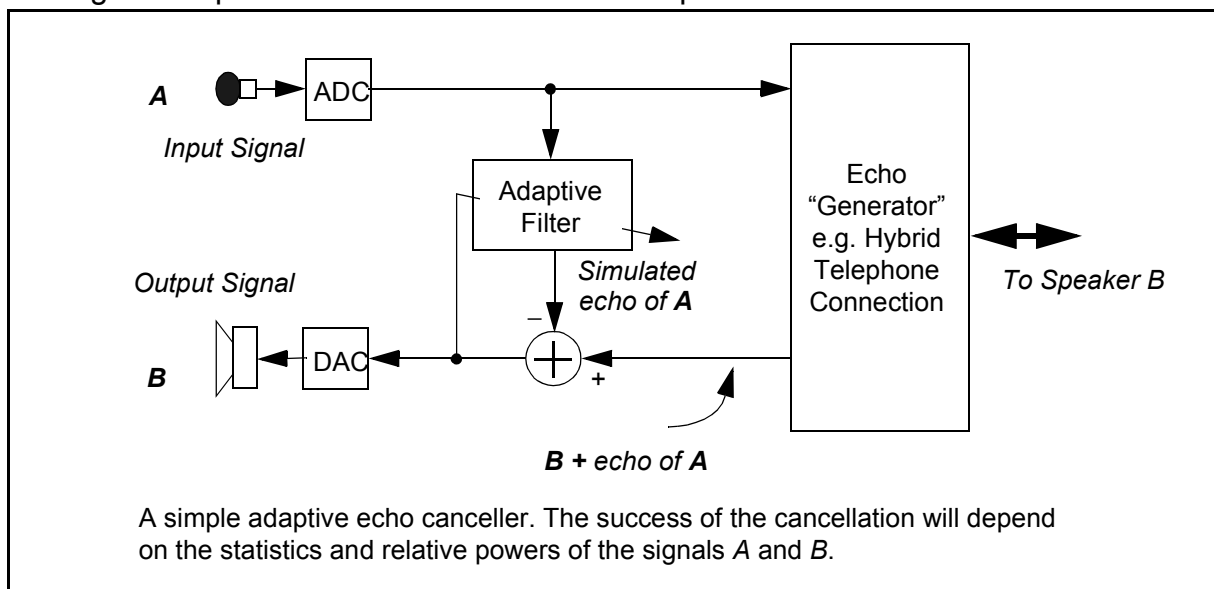 A
ADC
Input Signal
Adaptive
Filter
Echo
“Generator”
e.g. Hybrid
Telephone
Connection
To Speaker B
Simulated
echo of A
Output Signal
–
+
B
DAC
B + echo of A
A simple adaptive echo canceller. The success of the cancellation will depend
on the statistics and relative powers of the signals A and B.